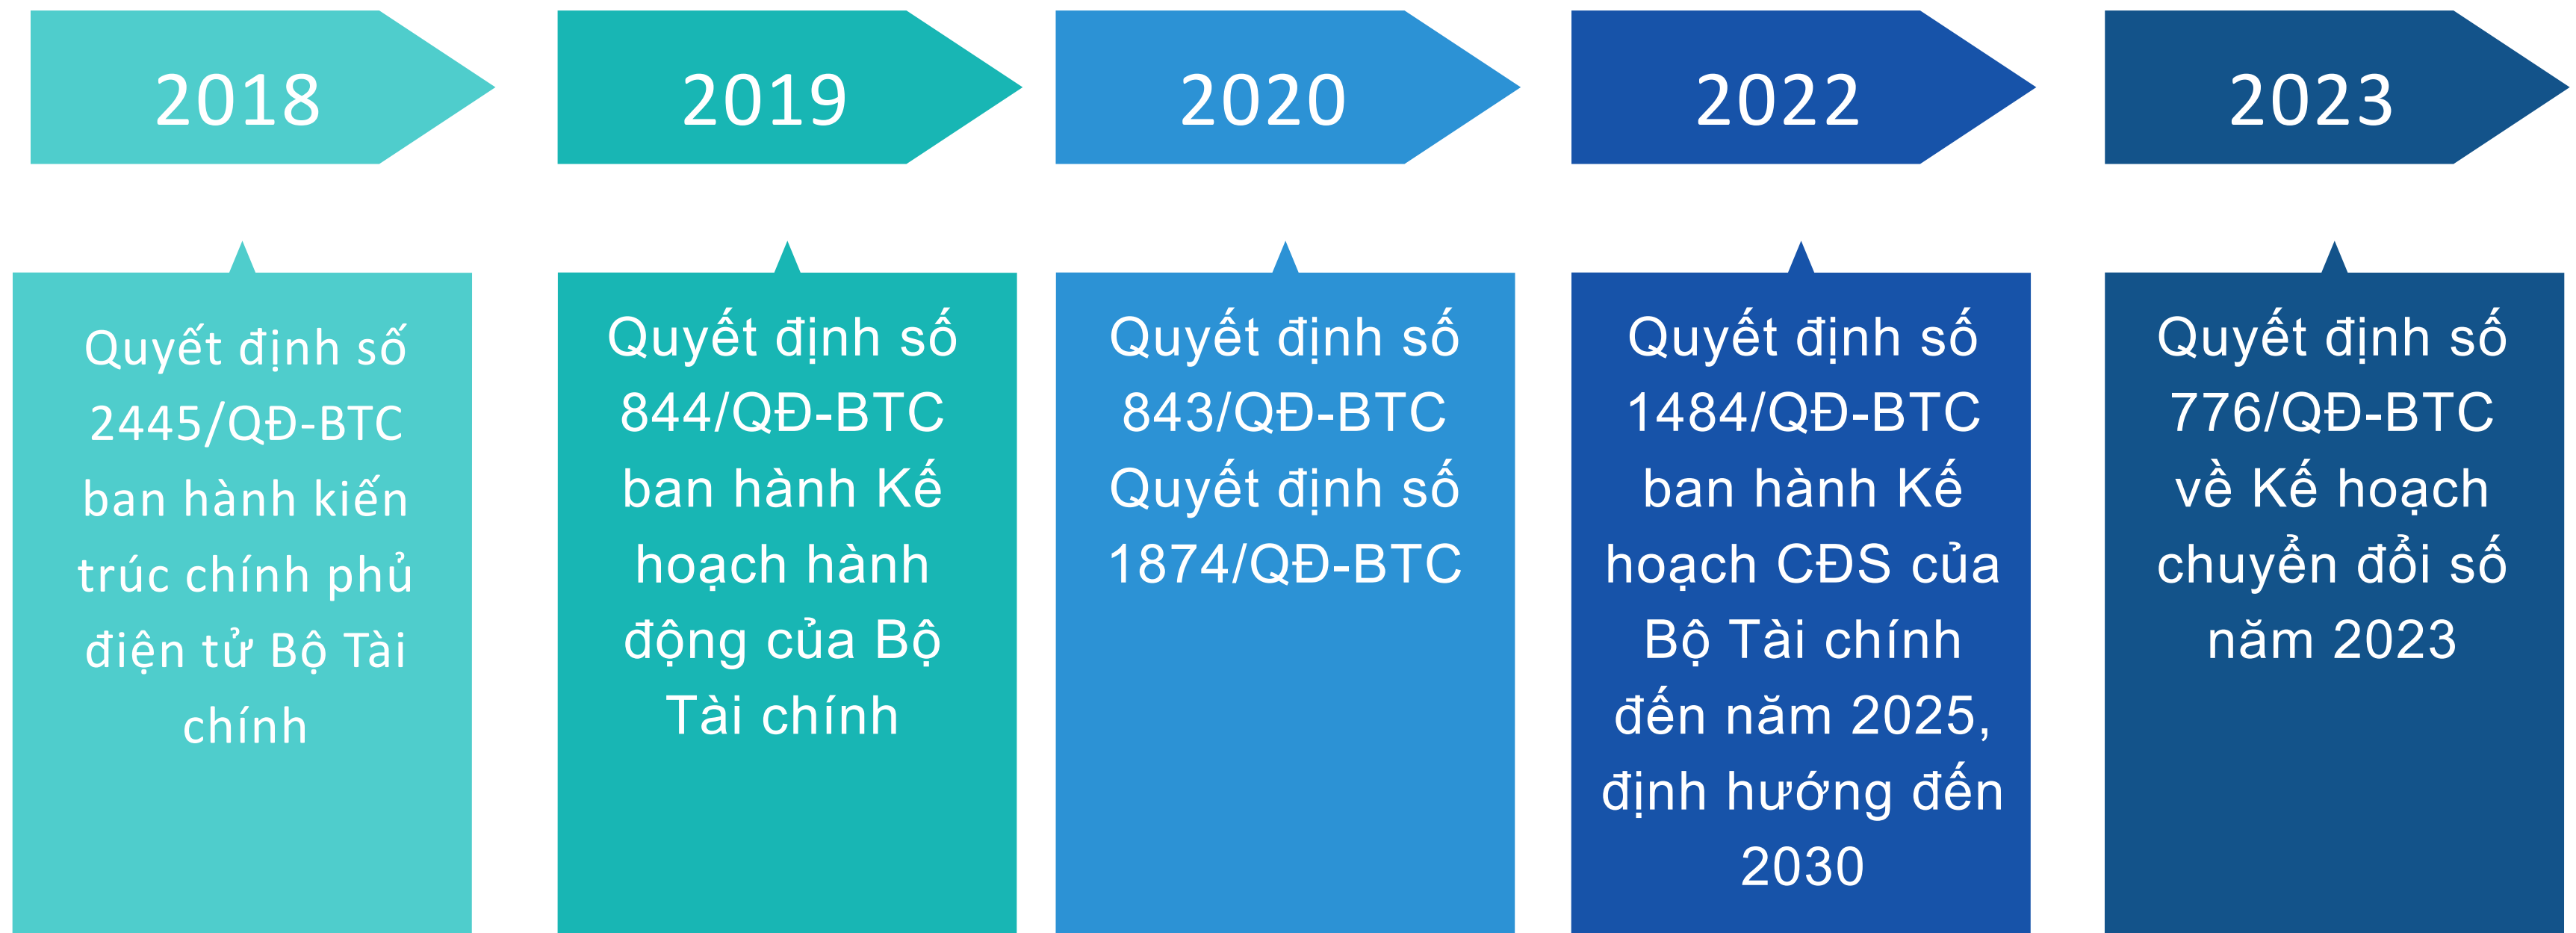 2018
2019
2020
2022
2023
Quyết định số
2445/QĐ-BTC
ban hành kiến
trúc chính phủ
điện tử Bộ Tài
chính
Quyết định số
844/QĐ-BTC
ban hành Kế
hoạch hành
động của Bộ
Tài chính
Quyết định số
843/QĐ-BTC
Quyết định số
1874/QĐ-BTC
Quyết định số
1484/QĐ-BTC
ban hành Kế
hoạch CĐS của
Bộ Tài chính
đến năm 2025,
định hướng đến
2030
Quyết định số
776/QĐ-BTC
về Kế hoạch
chuyển đổi số
năm 2023